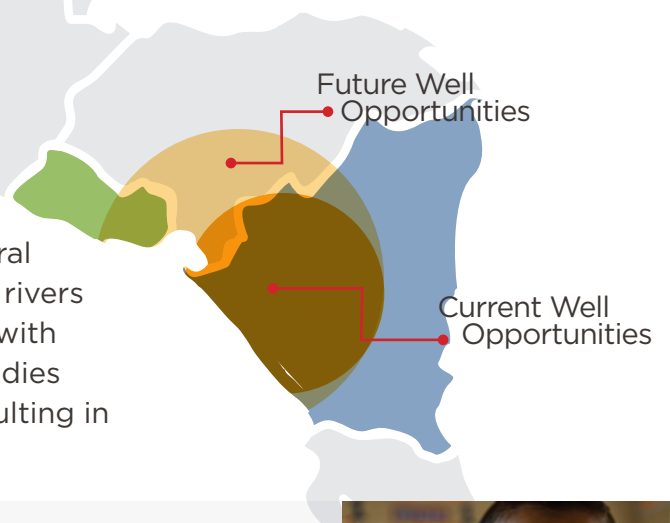 Future Well
Opportunities
ral
rivers
with
dies
ulting in
Current Well
Opportunities